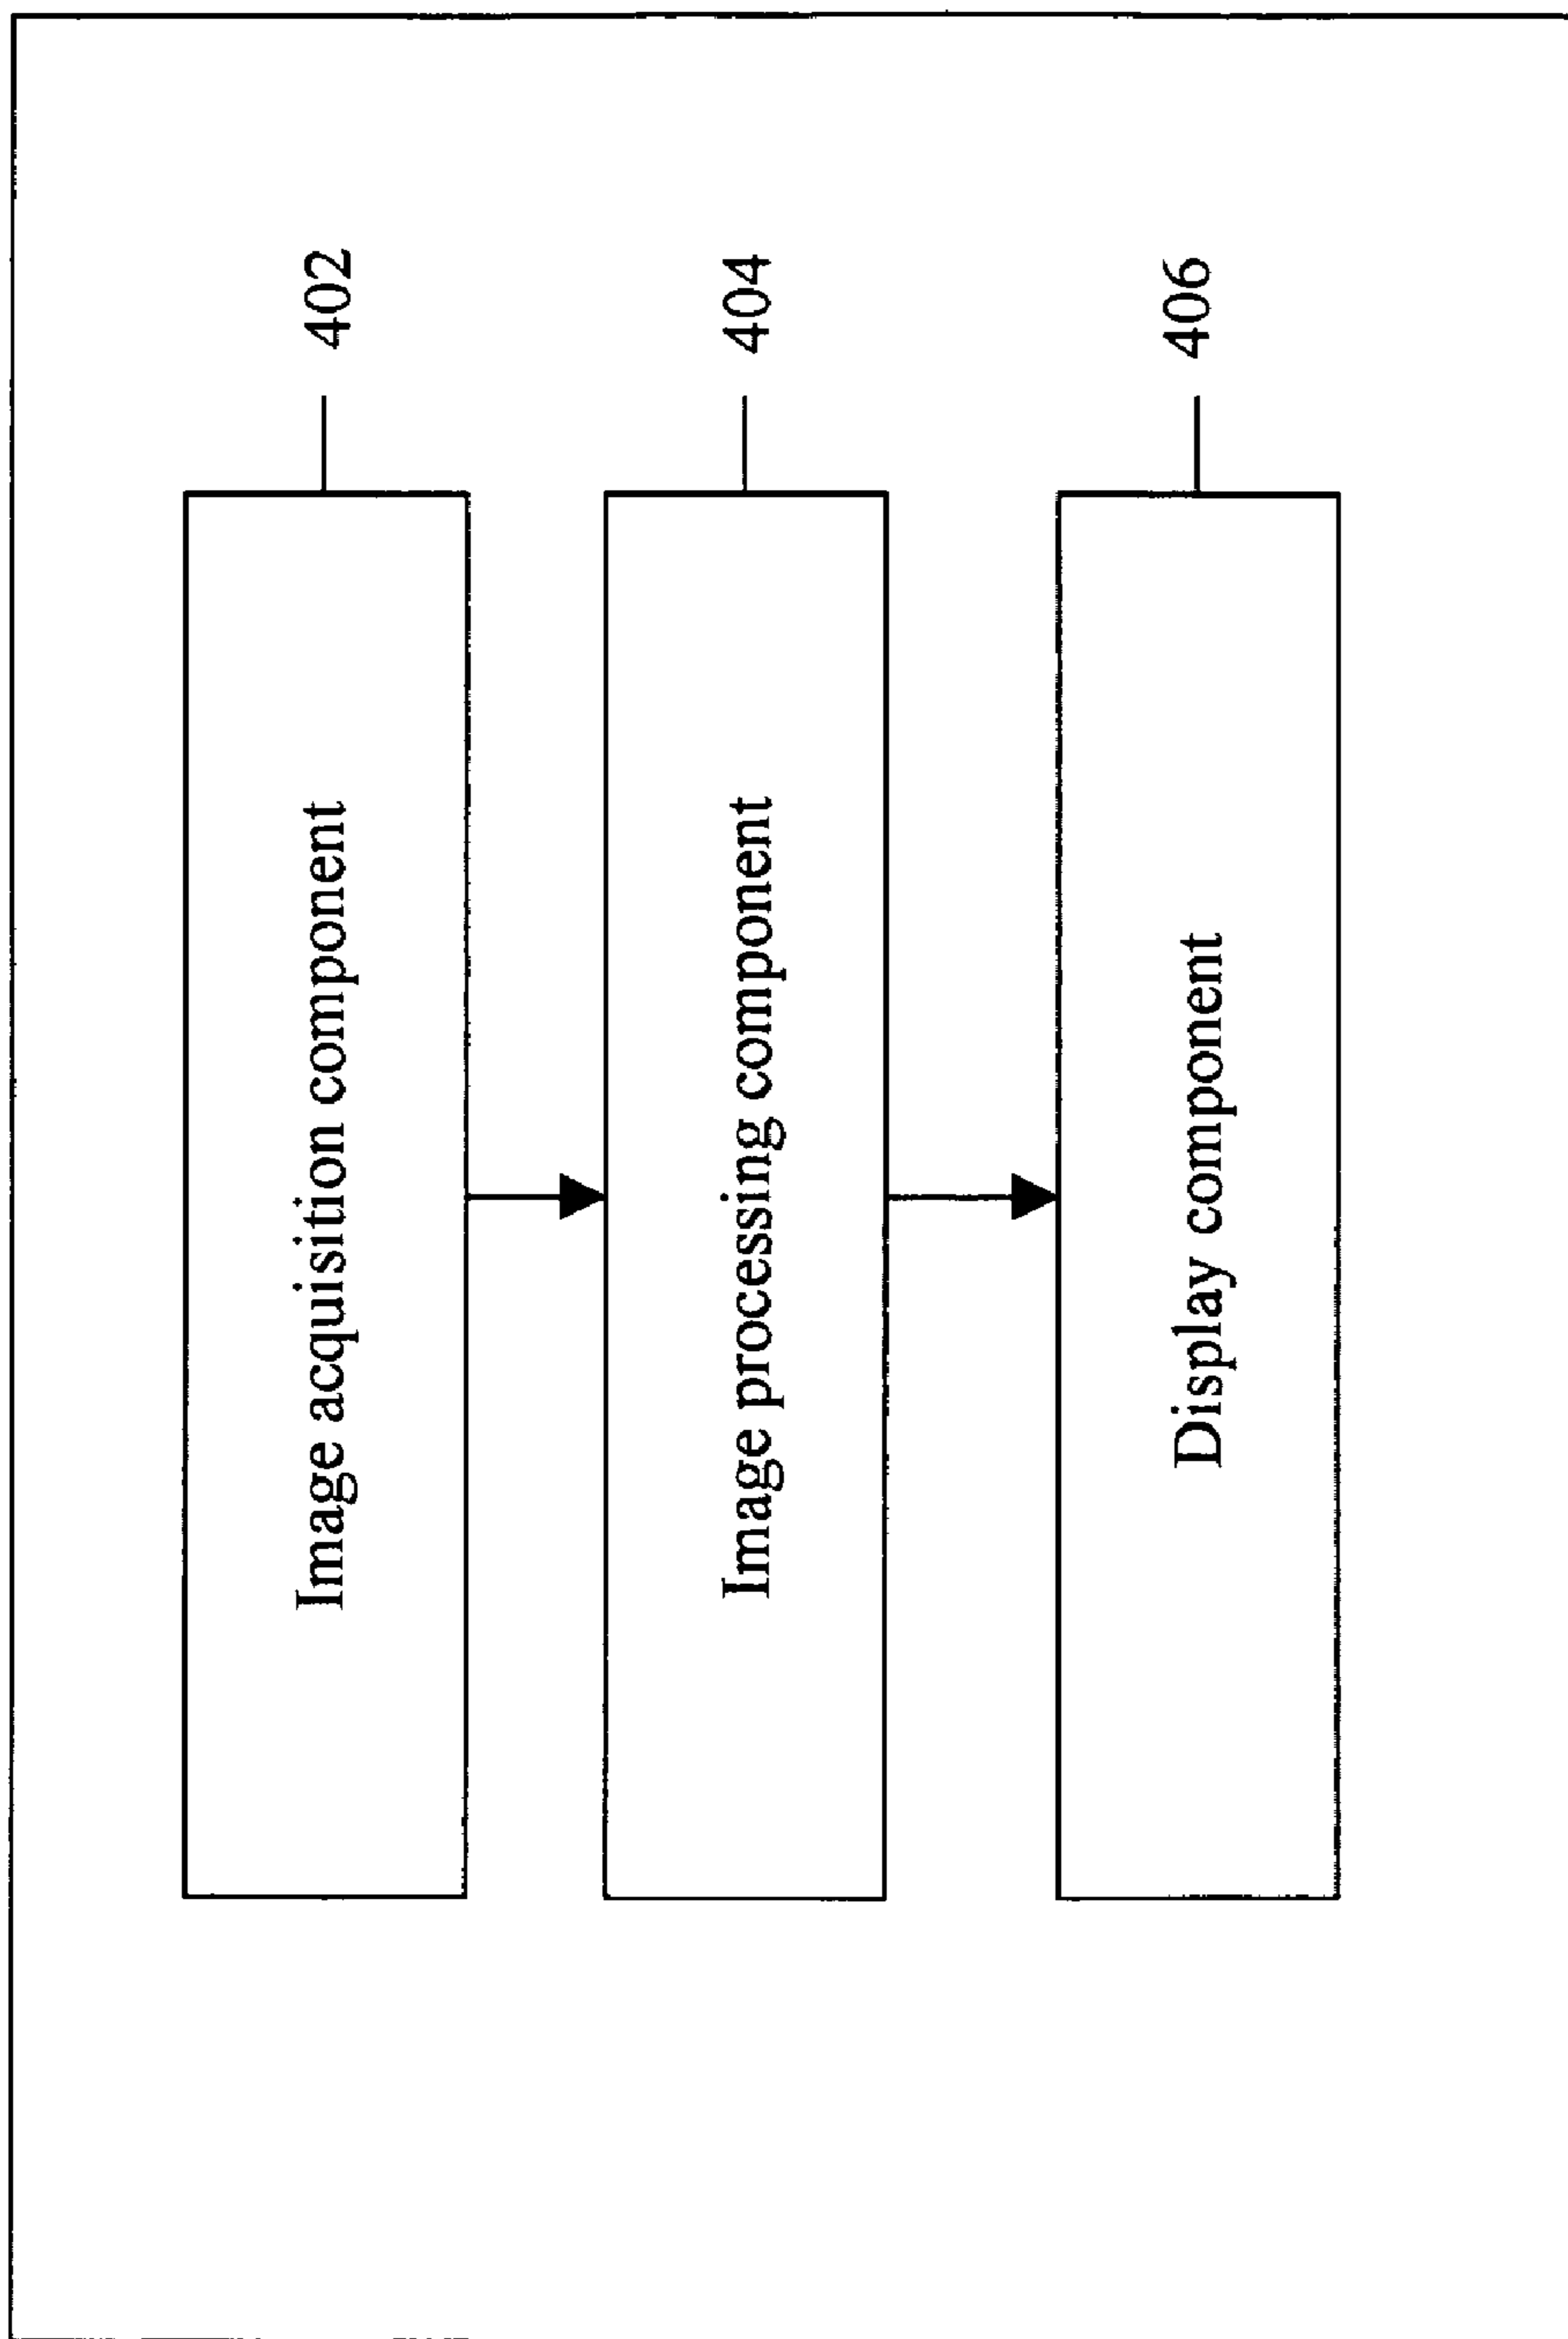 Image acquisition component
402
Image processing component
404
Display component
406